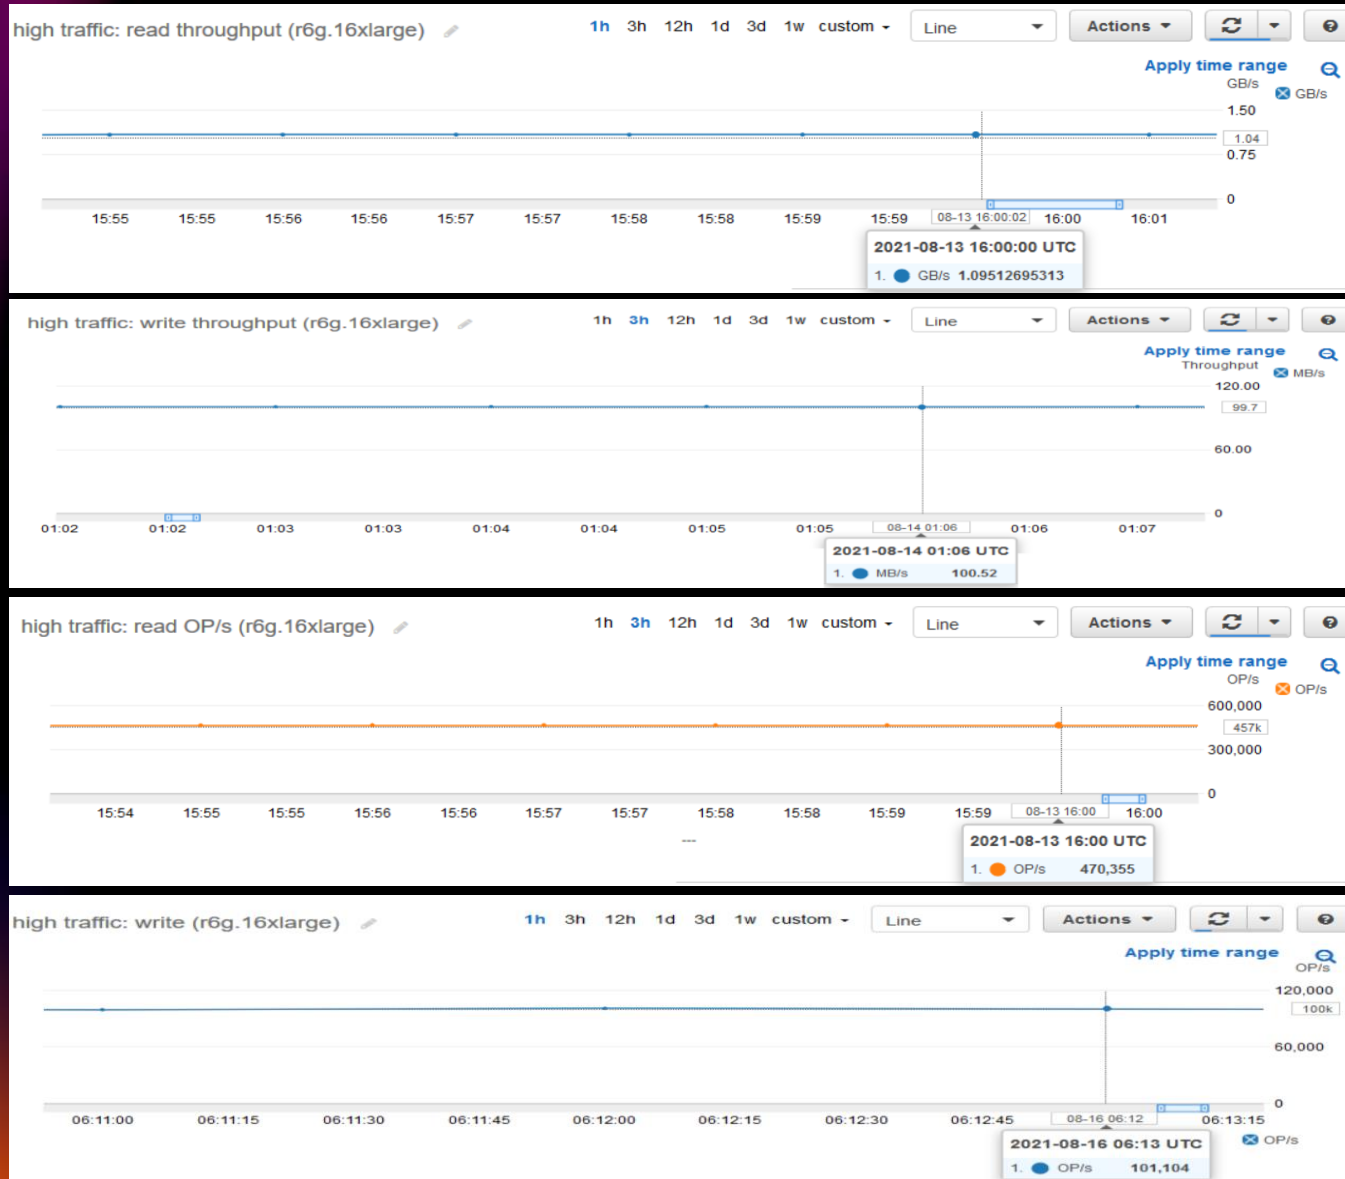 high traffic: read throughput (r6g.16xlarge) 1h 3h 12h 1d 3d 1w custom Line Actions
Apply time range
GB/s
GB/s
1.50
1.04
0.75
0
15:55 15:55 15:56 15:56 15:57 15:57 15:58 15:58 15:59 15:59 08-13 16:00:02 16:00 16:01
2021-08-13 16:00:00 UTC
1. GB/s 1.09512695313
high traffic: write throughput (r6g.16xlarge) 1h 3h 12h 1d 3d 1w custom Line Actions
Apply time range
Throughput
MB/s
120.00
99.7
60.00
0
01:02 01:02 01:03 01:03 01:04 01:04 01:05 01:05 08-14 01:06 01:06 01:07
2021-08-14 01:06 UTC
1. MB/s 100.52
high traffic: read OP/s (r6g.16xlarge) 1h 3h 12h 1d 3d 1w custom Line Actions
Apply time range
OP/s
OP/s
600,000
457k
300,000
0
15:54 15:55 15:55 15:56 15:56 15:57 15:57 15:58 15:58 15:59 15:59 08-13 16:00 16:00
---
2021-08-13 16:00 UTC
1. OP/s 470,355
high traffic: write (r6g.16xlarge) 1h 3h 12h 1d 3d 1w custom Line Actions
Apply time range
OP/s
120,000
100k
60,000
0
06:11:00 06:11:15 06:11:30 06:11:45 06:12:00 06:12:15 06:12:30 06:12:45 08-16 06:12 06:13:15
2021-08-16 06:13 UTC
OP/s
1. OP/s 101,104